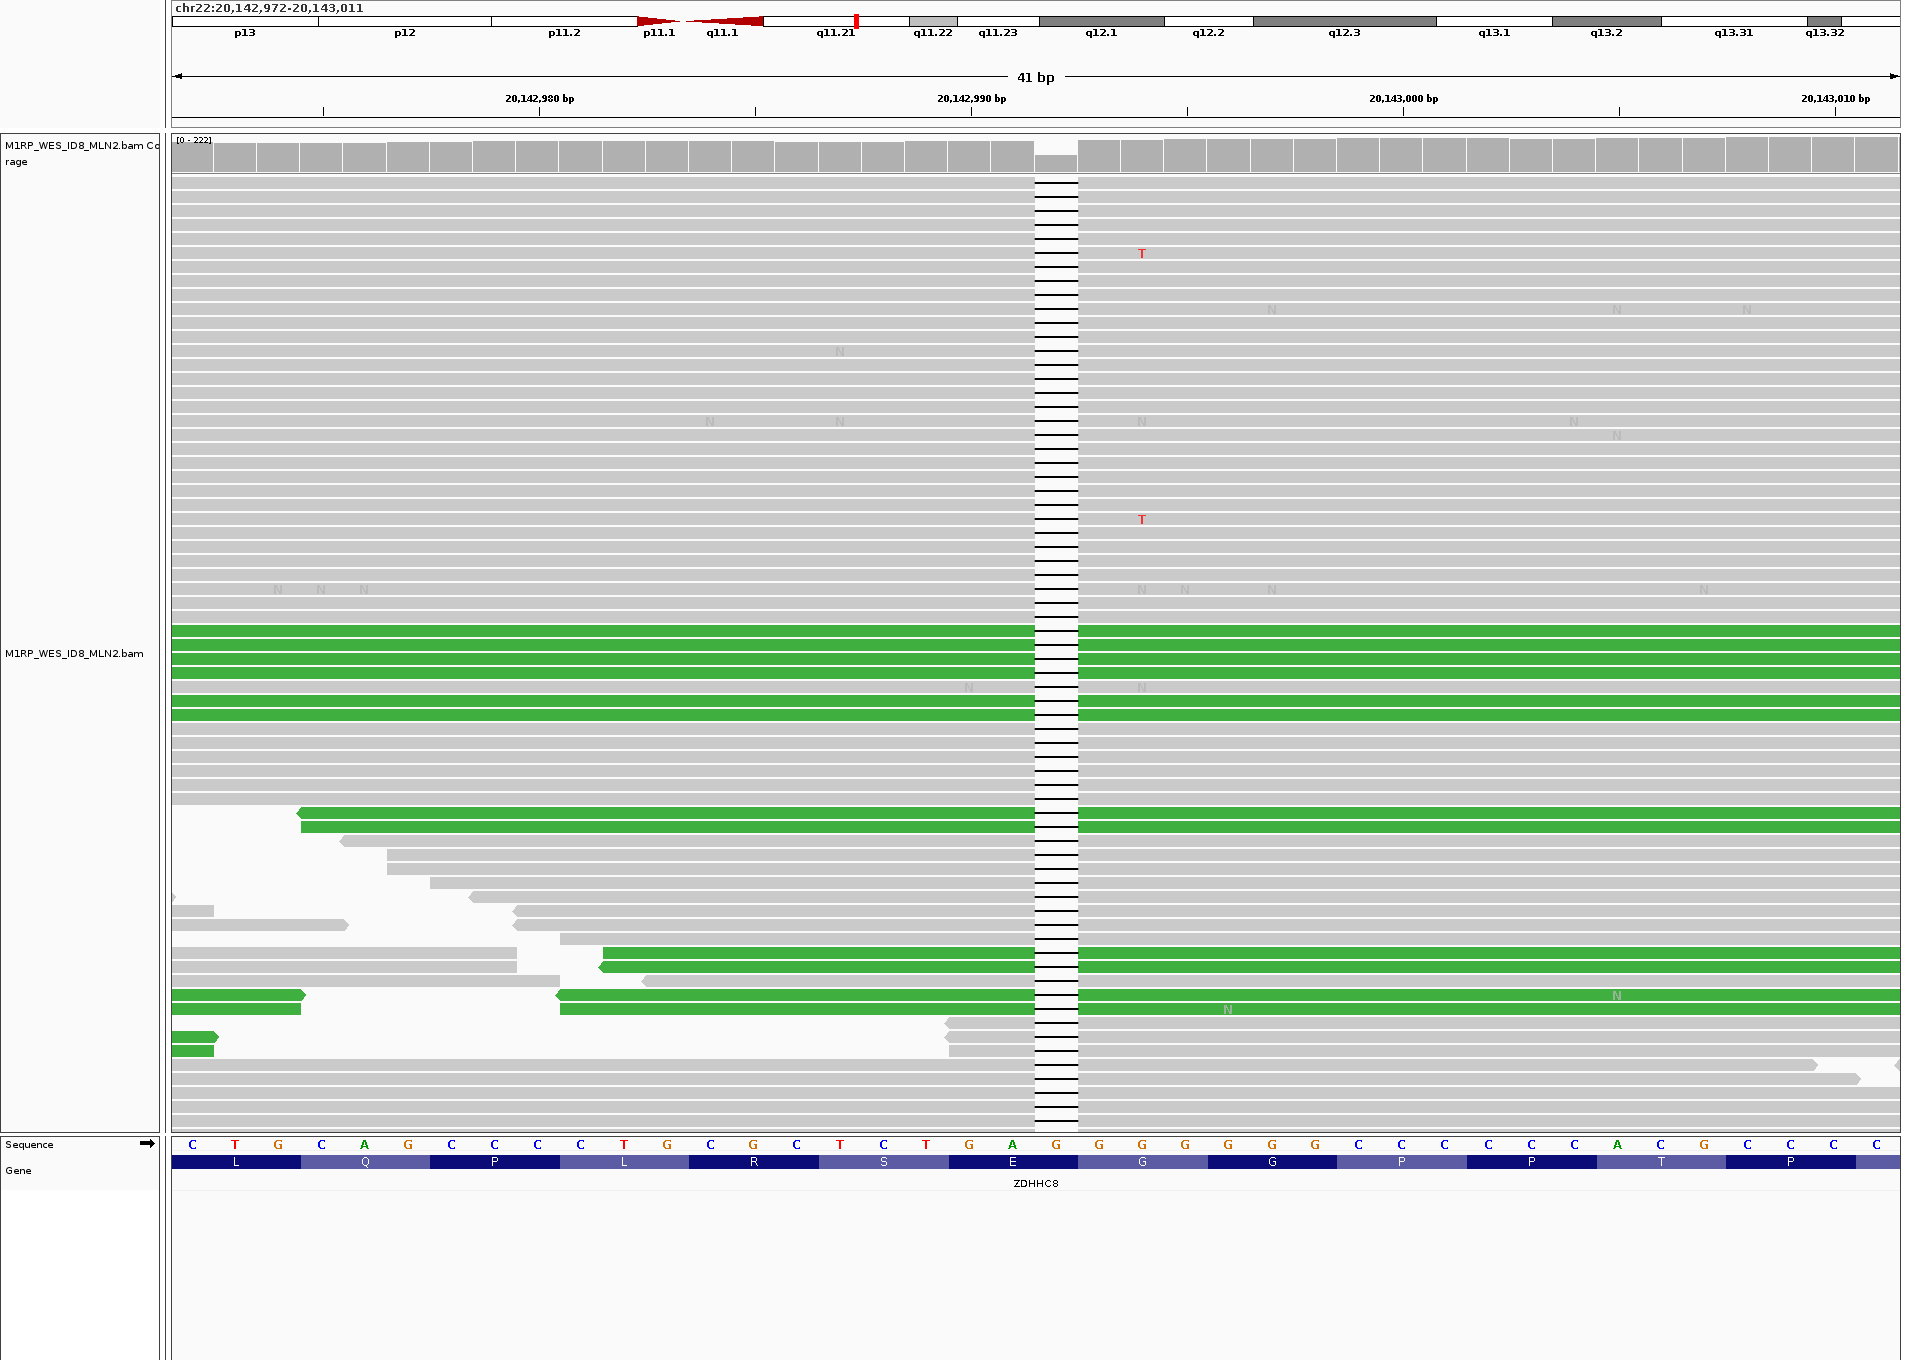 chr22:20,142,972-20,143,011
p13 p12 p11.2 p11.1 q11.1 q11.21 q11.22 q11.23 q12.1 q12.2 q12.3 q13.1 q13.2 q13.31 q13.32
41 bp
20,142,980 bp 20,142,990 bp 20,143,000 bp 20,143,010 bp
M1RP_WES_ID8_MLN2.bam Co
rage
[0 - 222]
T
N N N
N
N N N N
N
T
N N N N N N N
M1RP_WES_ID8_MLN2.bam
N N
N
N
Sequence C T G C A G C C C C T G C G C T C T G A G G G G G G G C C C C C C A C G C C C C
Gene L Q P L R S E G G P P T P
ZDHHC8